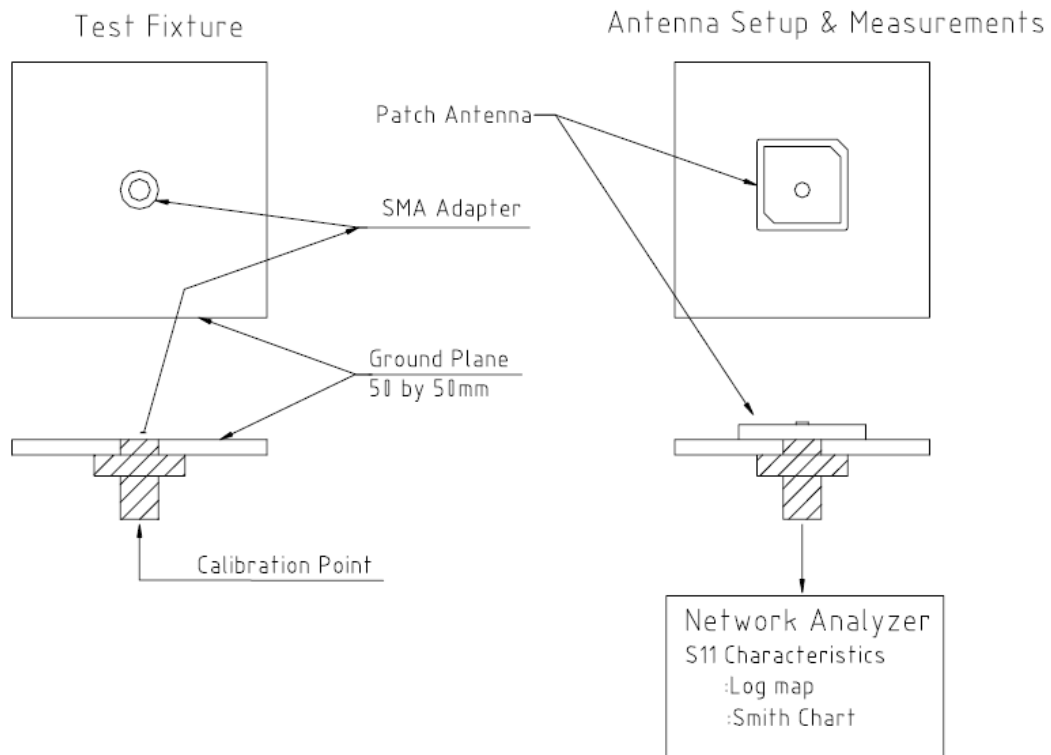 Test Fixture
Antenna Setup & Measurements
Patch Antenna
SMA Adapter
Ground Plane
50 by 50mm
Calibration Point
Network Analyzer
S11 Characteristics
:Log map
:Smith Chart